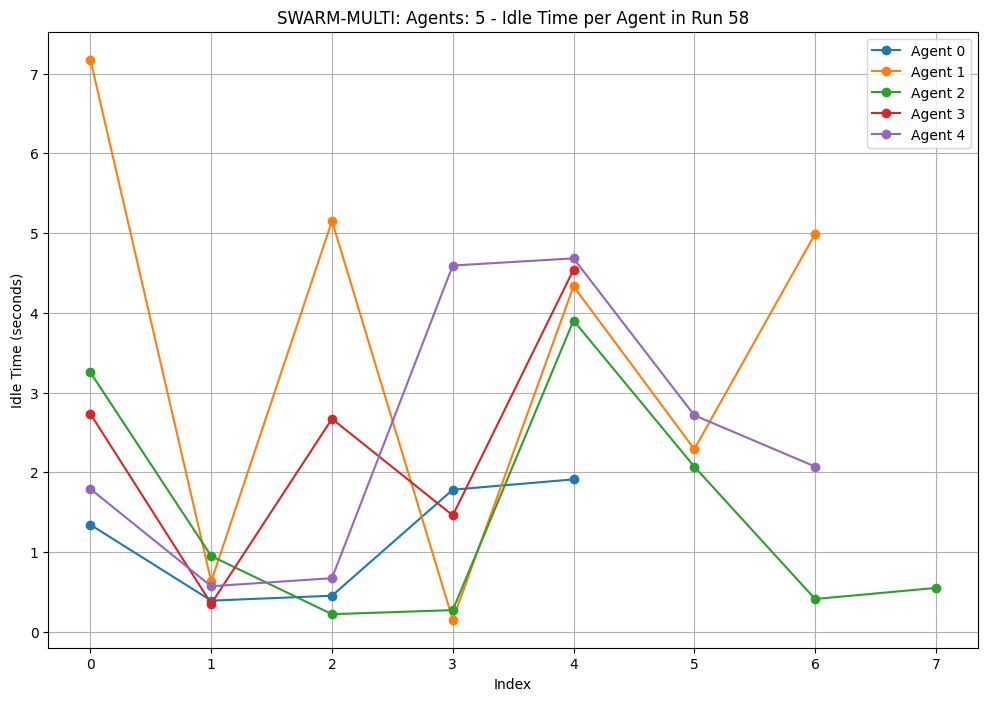 SWARM-MULTI: Agents: 5 - Idle Time per Agent in Run 58
Agent 0
Agent 1
Agent 2
Agent 3
Agent 4
Idle Time (seconds)
7
6
5
4
3
2
1
0
0 1 2 3 4 5 6 7
Index